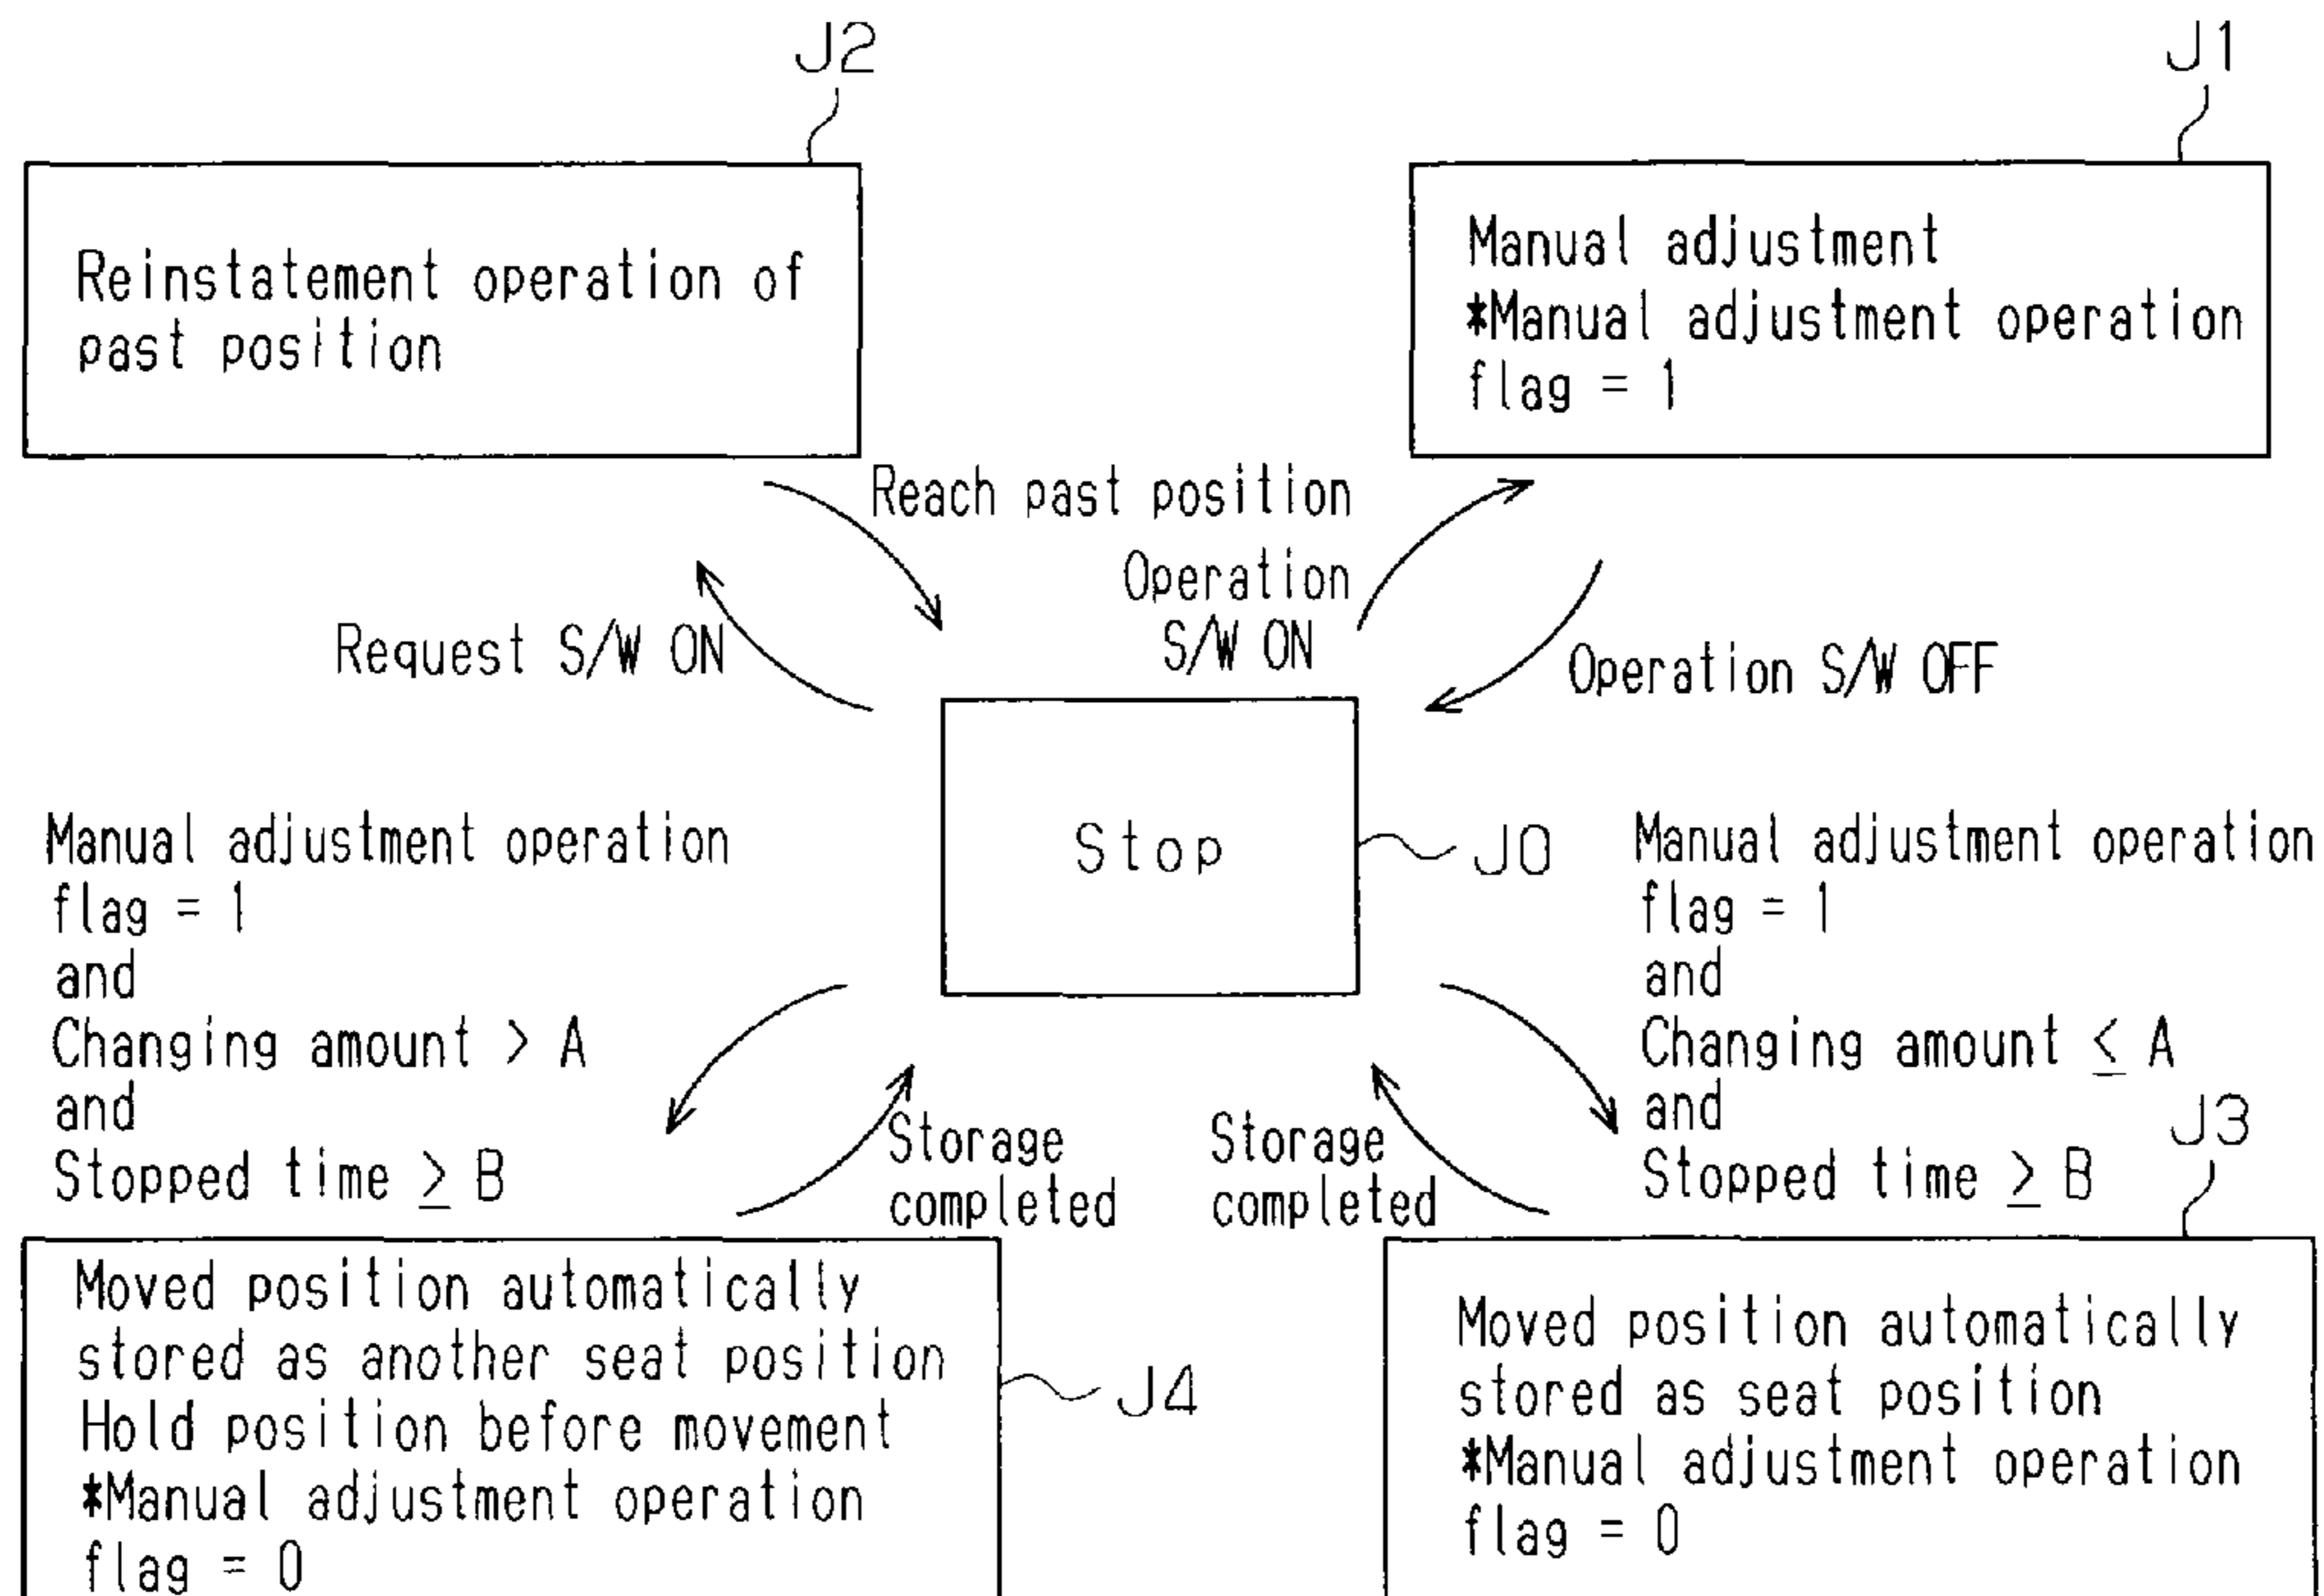 J2
J1
Reinstatement operation of
past position
Manual adjustment
*Manual adjustment operation
flag = 1
Reach past position
Operation
S/W ON
Request S/W ON
Operation S/W OFF
Stop
J0
Manual adjustment operation
flag = 1
and
Changing amount > A
and
Stopped time ≥ B
Manual adjustment operation
flag = 1
and
Changing amount ≤ A
and
Stopped time ≥ B
Storage
completed
Storage
completed
J3
Moved position automatically
stored as another seat position
Hold position before movement
*Manual adjustment operation
flag = 0
J4
Moved position automatically
stored as seat position
*Manual adjustment operation
flag = 0